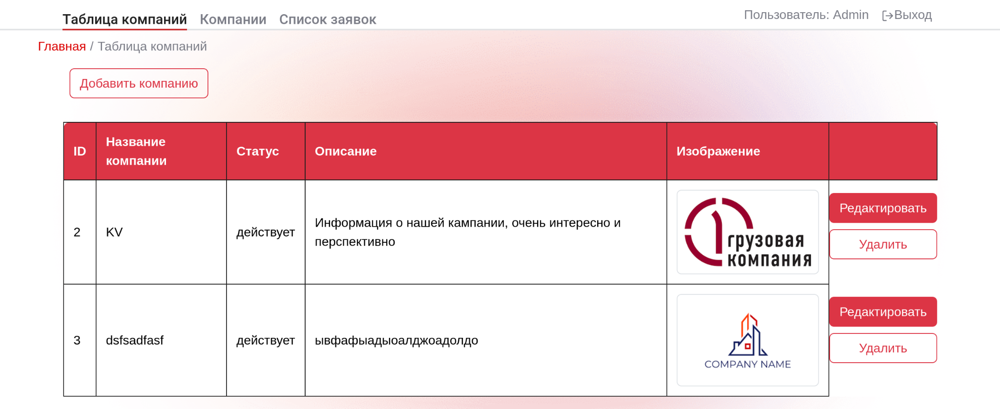 Таблица компаний Компании Список заявок Пользователь: Admin Выход
Главная / Таблица компаний
Добавить компанию
ID Название компании Статус Описание Изображение
2 KV действует Информация о нашей кампании, очень интересно и
перспективно
грузовая
компания
Редактировать
Удалить
3 dsfsadfasf действует ывфафыадыоалджоадолдо
COMPANY NAME
Редактировать
Удалить